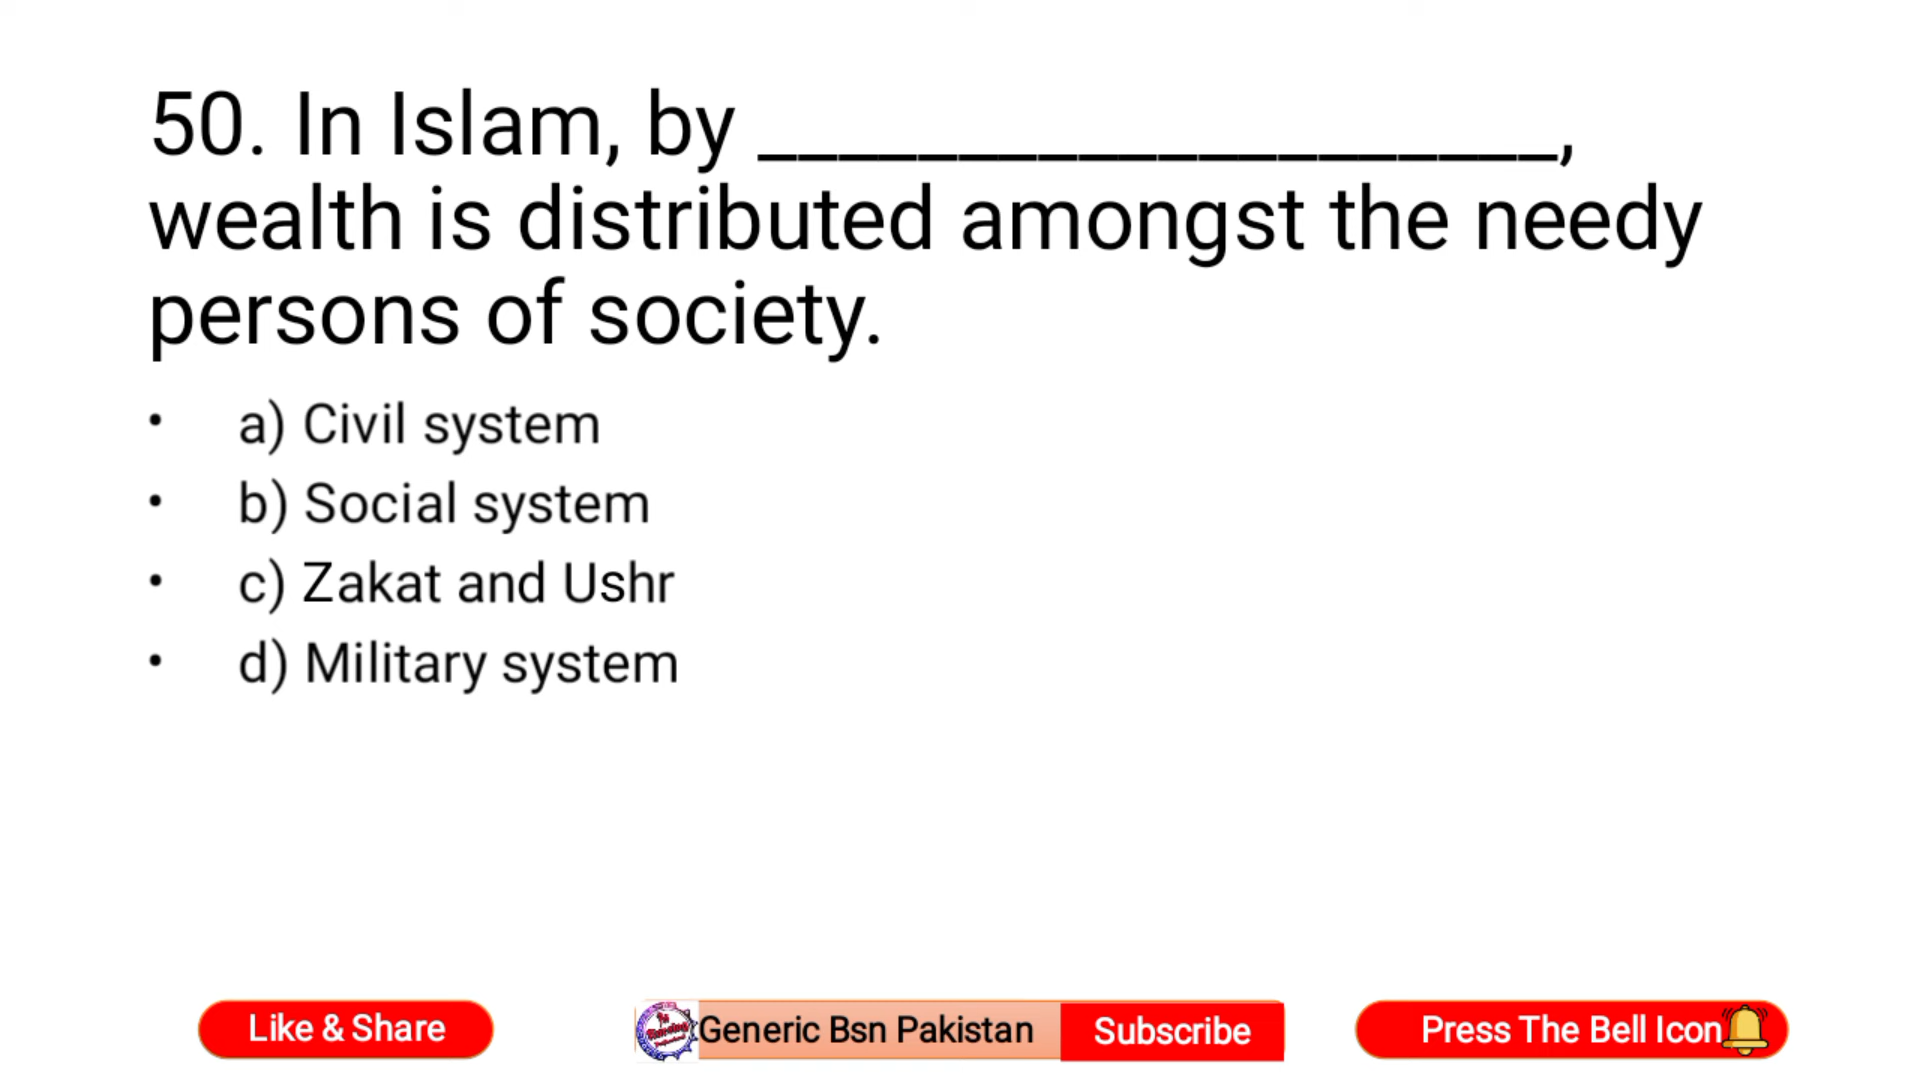 50. In Islam, by ____________________,
wealth is distributed amongst the needy
persons of society.
• a) Civil system
• b) Social system
• c) Zakat and Ushr
• d) Military system
Like & Share
Generic Bsn Pakistan
Subscribe
Press The Bell Icon